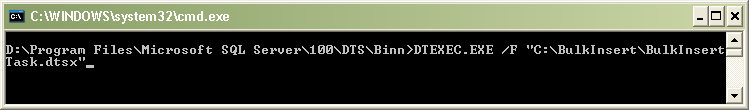 C:\WINDOWS\system32\cmd.exe
D:\Program Files\Microsoft SQL Server\100\DTS\Binn>DTEXEC.EXE /F "C:\BulkInsert\BulkInsert
Task.dtsx"_